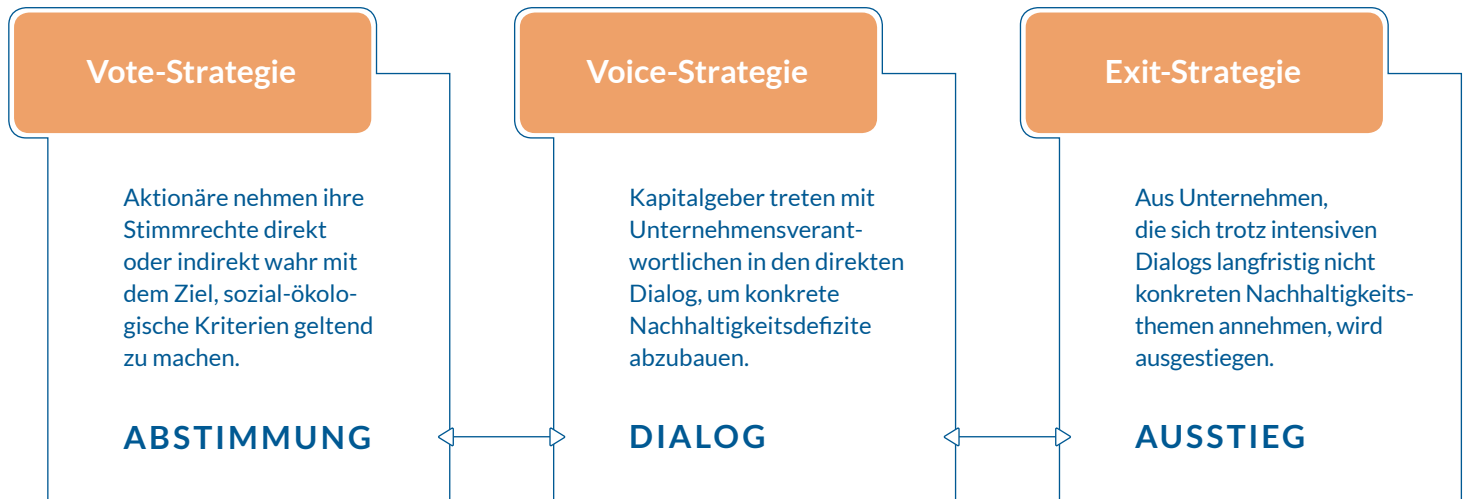 Vote-Strategie
Aktionäre nehmen ihre
Stimmrechte direkt
oder indirekt wahr mit
dem Ziel, sozial-ökolo-
gische Kriterien geltend
zu machen.
ABSTIMMUNG
Voice-Strategie
Kapitalgeber treten mit
Unternehmensverant-
wortlichen in den direkten
Dialog, um konkrete
Nachhaltigkeitsdefizite
abzubauen.
DIALOG
Exit-Strategie
Aus Unternehmen,
die sich trotz intensiven
Dialogs langfristig nicht
konkreten Nachhaltigkeits-
themen annehmen, wird
ausgestiegen.
AUSSTIEG